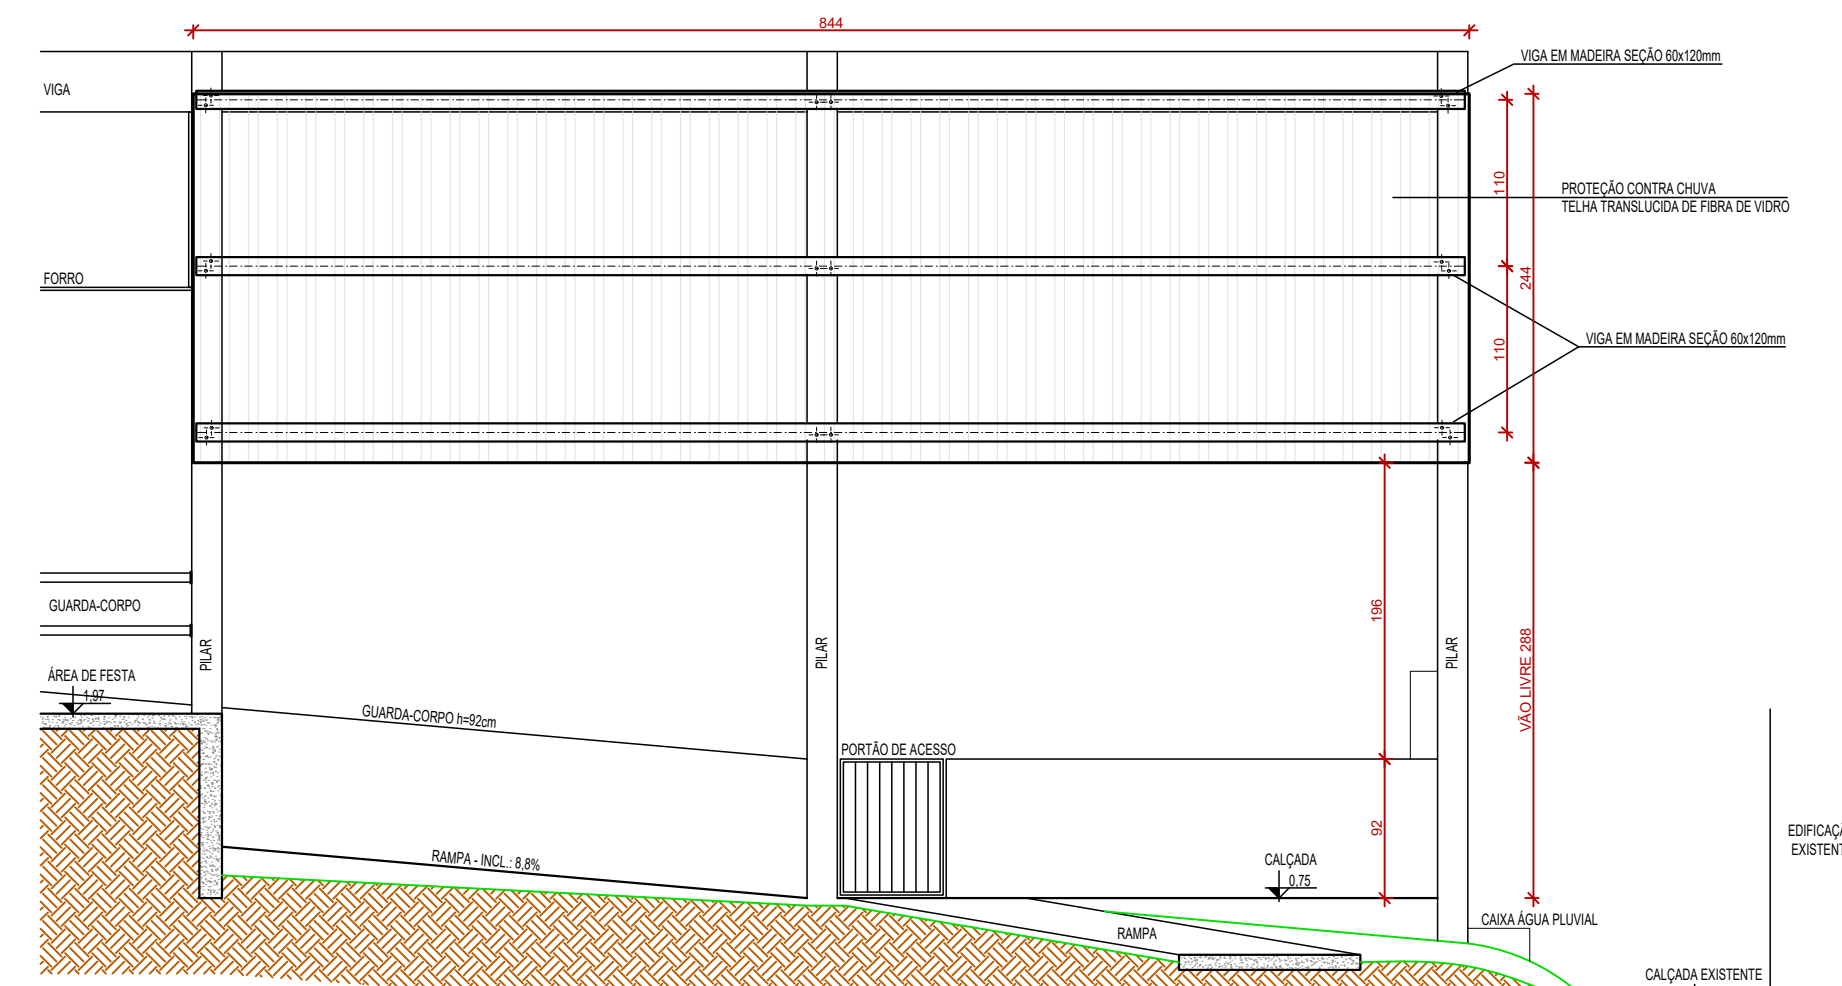 844
VIGA EM MADEIRA SEÇÃO 60x120mm
VIGA
110
PROTEÇÃO CONTRA CHUVA
TELHA TRANSLUCIDA DE FIBRA DE VIDRO
244
FORRO
110
VIGA EM MADEIRA SEÇÃO 60x120mm
196
GUARDA-CORPO
PILAR
PILAR
PILAR
VÃO LIVRE 288
ÁREA DE FESTA
1,97
GUARDA-CORPO h=92cm
PORTÃO DE ACESSO
92
EDIFICAÇÃ
EXISTENT
RAMPA - INCL.: 8,8%
CALÇADA
0,75
CAIXA ÁGUA PLUVIAL
RAMPA
CALÇADA EXISTENTE